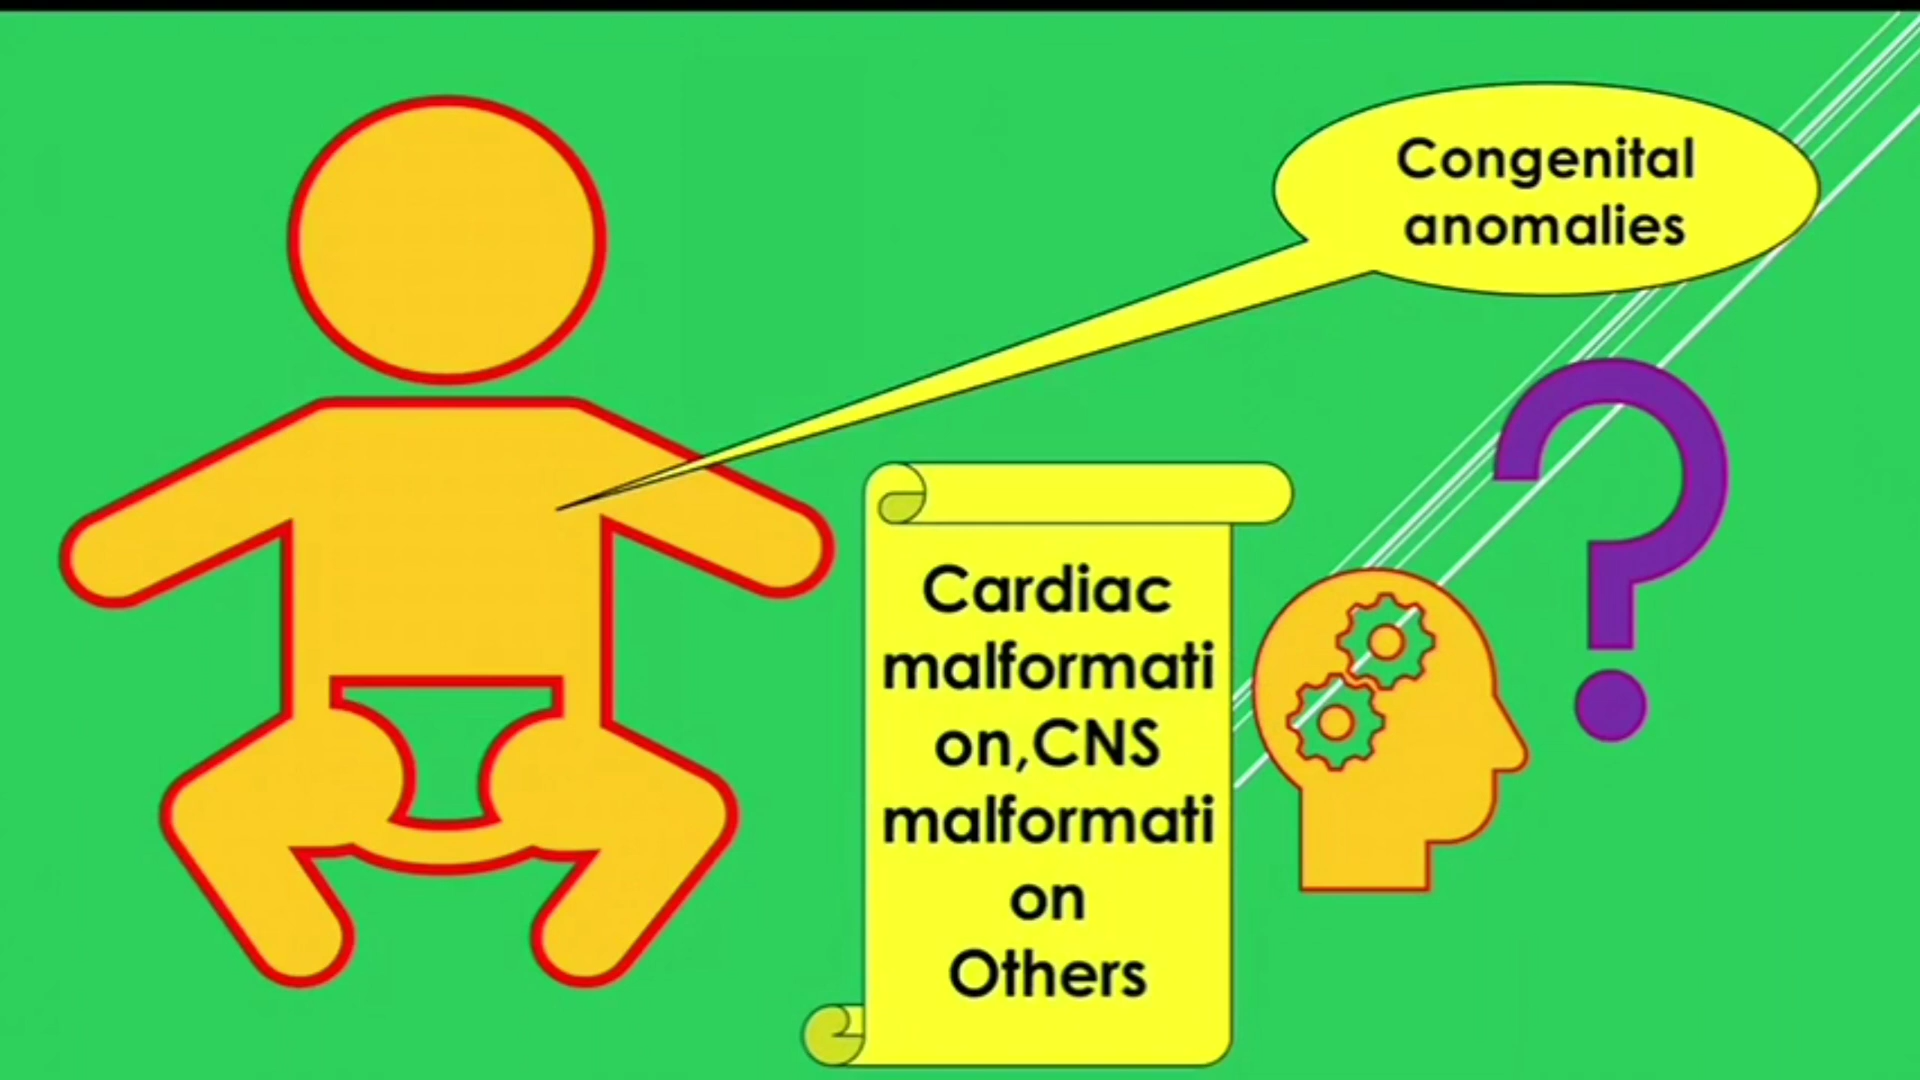 Congenital
anomalies
Cardiac
malformati
on,CNS
malformati
on
Others